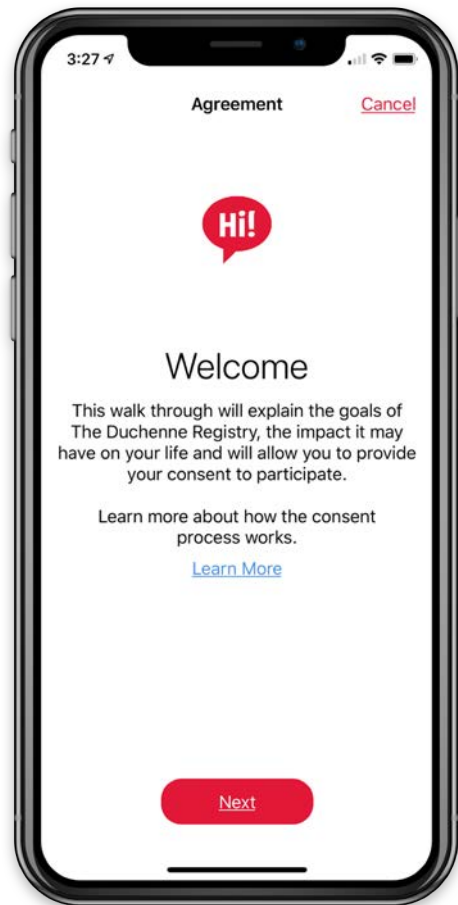 3:27
Agreement
Cancel
Hi!
Welcome
This walk through will explain the goals of
The Duchenne Registry, the impact it may
have on your life and will allow you to provide
your consent to participate.
Learn more about how the consent
process works.
Learn More
Next